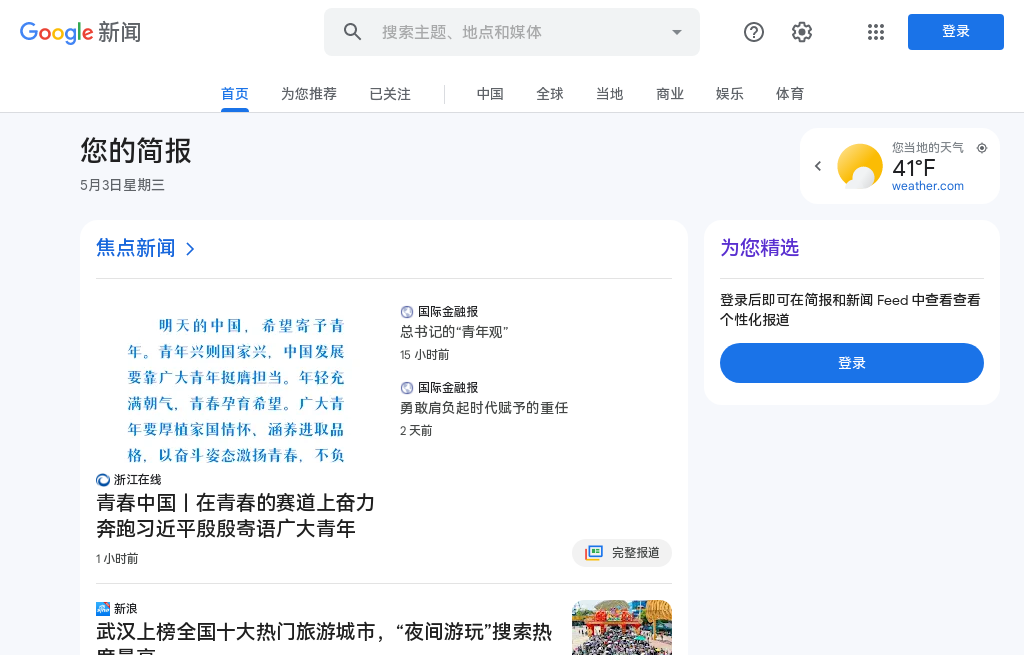 Google 新闻
搜索主题、地点和媒体
登录
首页
为您推荐
已关注
中国
全球
当地
商业
娱乐
体育
您的简报
5月3日星期三
您当地的天气
41°F
weather.com
焦点新闻
明天的中国，希望寄予青
年。青年兴则国家兴，中国发展
要靠广大青年挺膺担当。年轻充
满朝气，青春孕育希望。广大青
年要厚植家国情怀、涵养进取品
格，以奋斗姿态激扬青春，不负
浙江在线
青春中国丨在青春的赛道上奋力
奔跑习近平殷殷寄语广大青年
1 小时前
国际金融报
总书记的“青年观”
15 小时前
国际金融报
勇敢肩负起时代赋予的重任
2 天前
完整报道
新浪
武汉上榜全国十大热门旅游城市，“夜间游玩”搜索热
度最高
为您精选
登录后即可在简报和新闻 Feed 中查看查看
个性化报道
登录